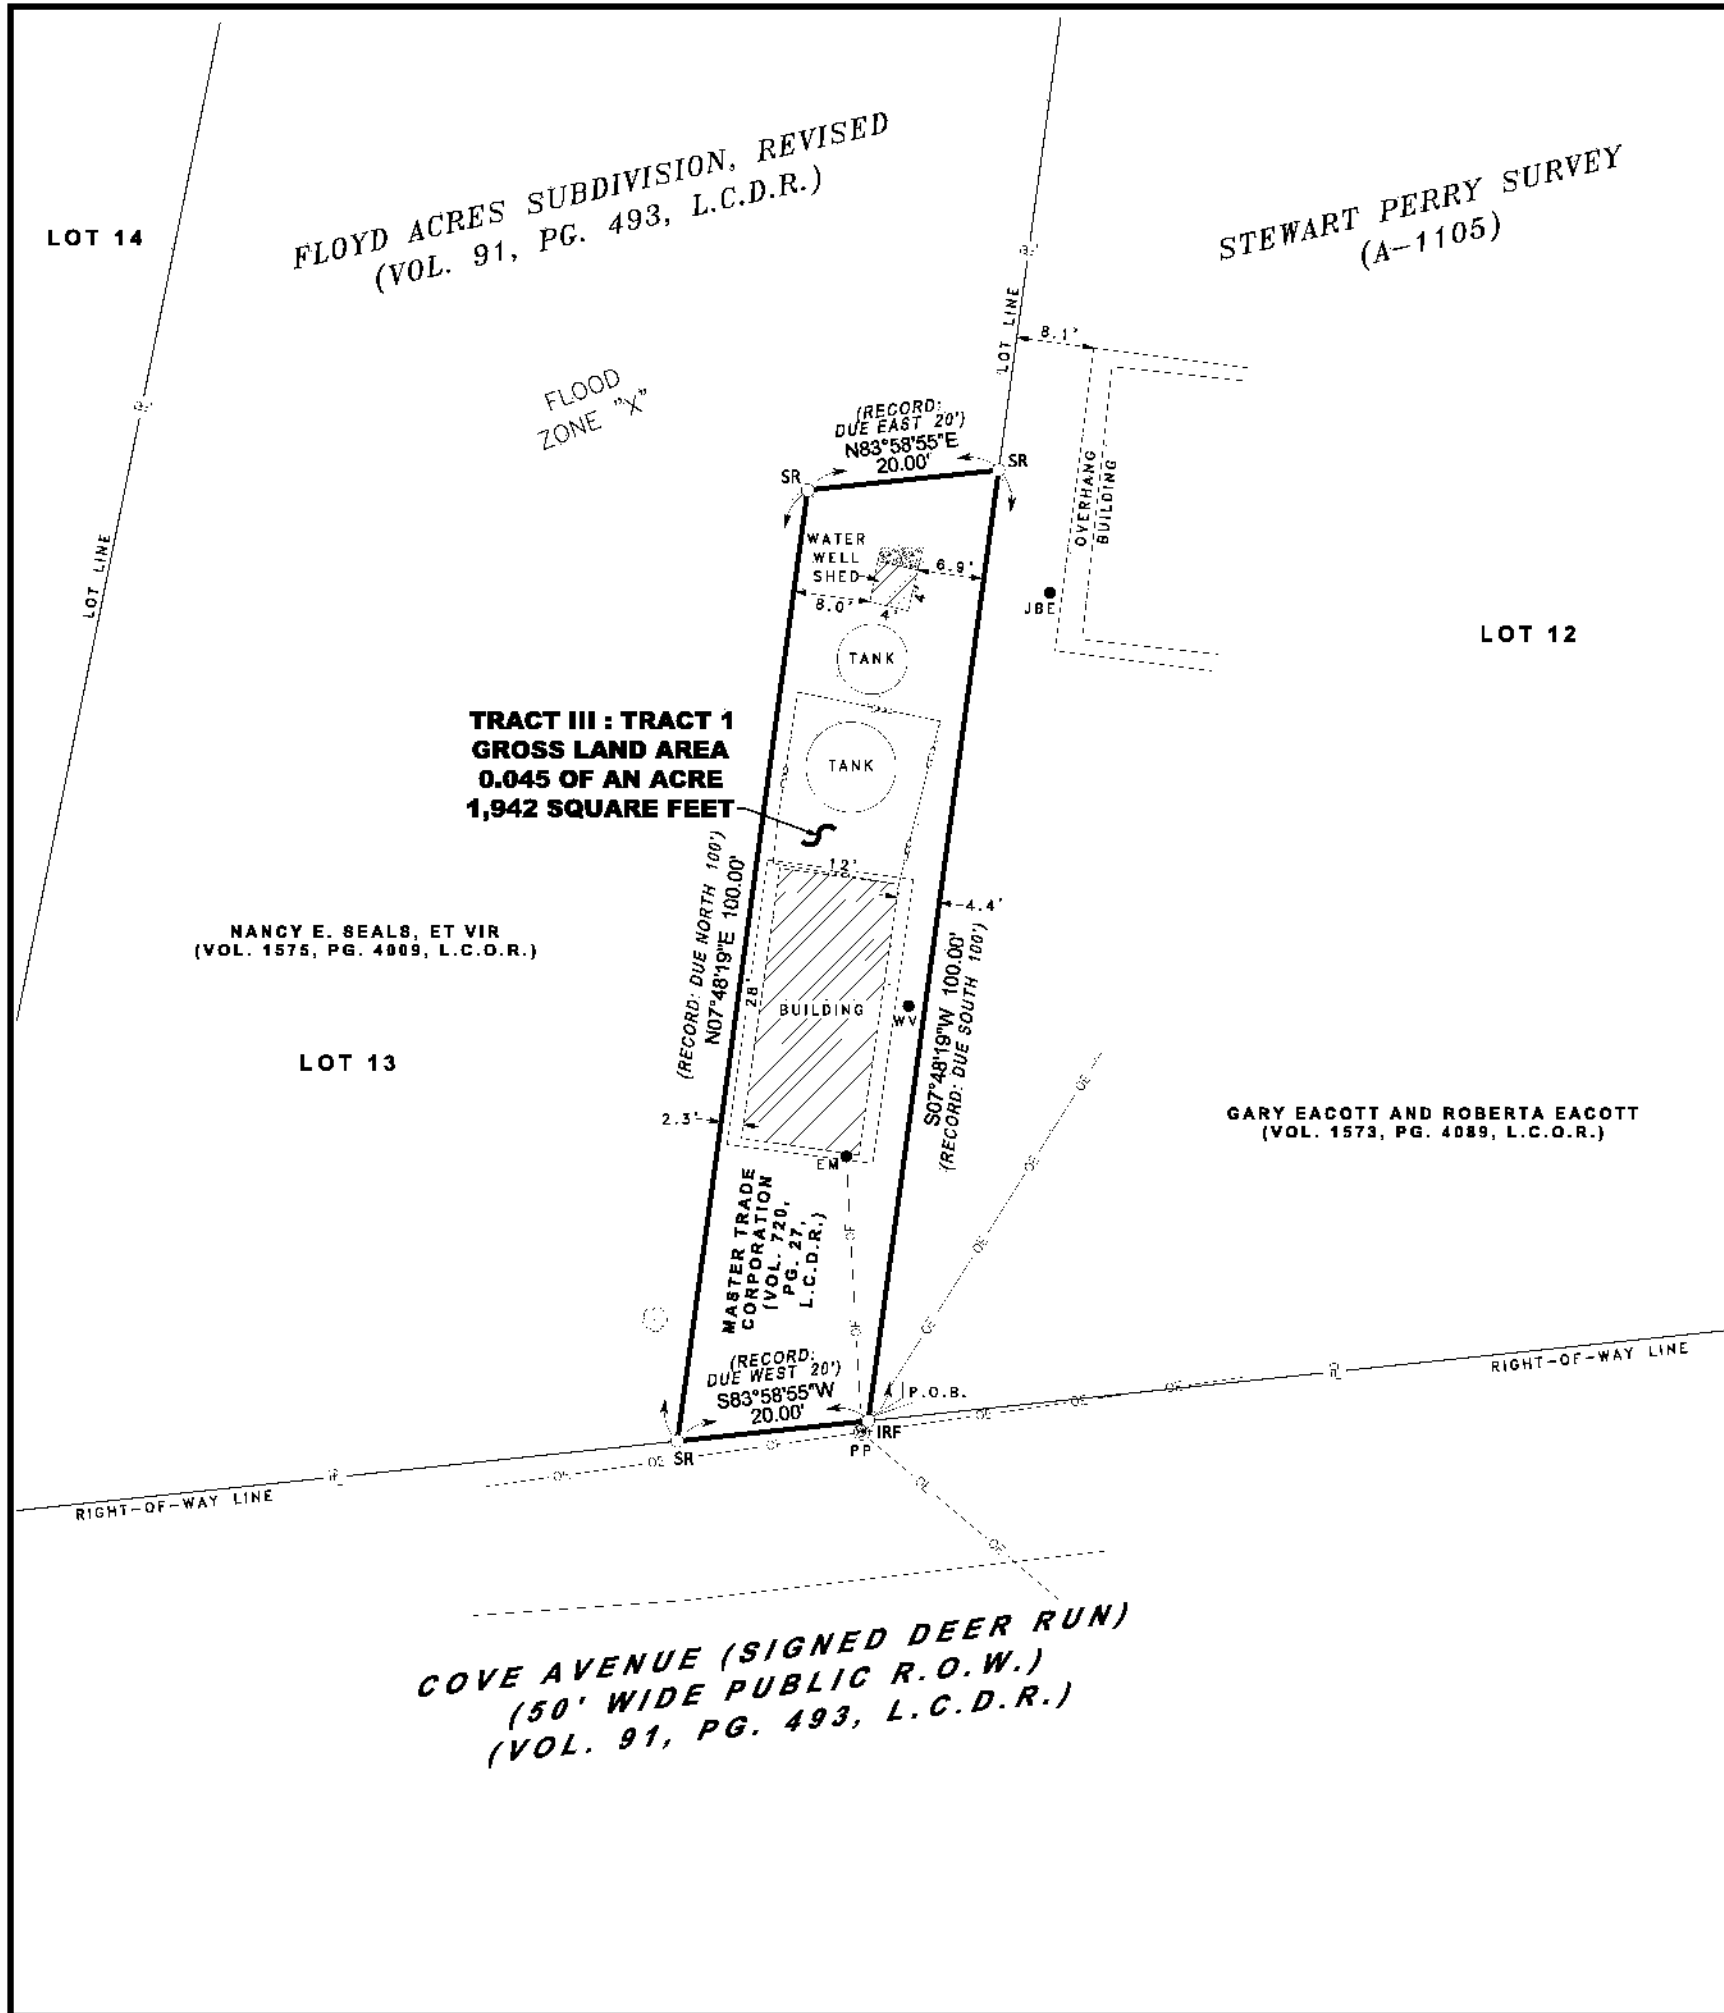 FLOYD ACRES SUBDIVISION, REVISED
(VOL. 91, PG. 493, L.C.D.R.)
STEWART PERRY SURVEY
(A-1105)
LOT 14
LOT LINE
8.1'
FLOOD
ZONE "X"
(RECORD:
DUE EAST 20')
N83°58'55"E
20.00'
SR
SR
OVERHANG
BUILDING
LOT LINE
WATER
WELL
SHED
6.9'
8.0'
4'
4'
JBE
LOT 12
TANK
TRACT III : TRACT 1
GROSS LAND AREA
0.045 OF AN ACRE
1,942 SQUARE FEET
TANK
12'
(RECORD: DUE NORTH 100')
N07°48'19"E 100.00'
4.4'
NANCY E. SEALS, ET VIR
(VOL. 1575, PG. 4009, L.C.O.R.)
28'
BUILDING
WV
S07°48'19"W 100.00'
(RECORD: DUE SOUTH 100')
LOT 13
2.3'
GARY EACOTT AND ROBERTA EACOTT
(VOL. 1573, PG. 4089, L.C.O.R.)
EM
MASTER TRADE
CORPORATION
(VOL. 720,
PG. 27,
L.C.D.R.)
(RECORD:
DUE WEST 20')
S83°58'55"W
20.00'
P.O.B.
RIGHT-OF-WAY LINE
IRF
PP
SR
RIGHT-OF-WAY LINE
COVE AVENUE (SIGNED DEER RUN)
(50' WIDE PUBLIC R.O.W.)
(VOL. 91, PG. 493, L.C.D.R.)